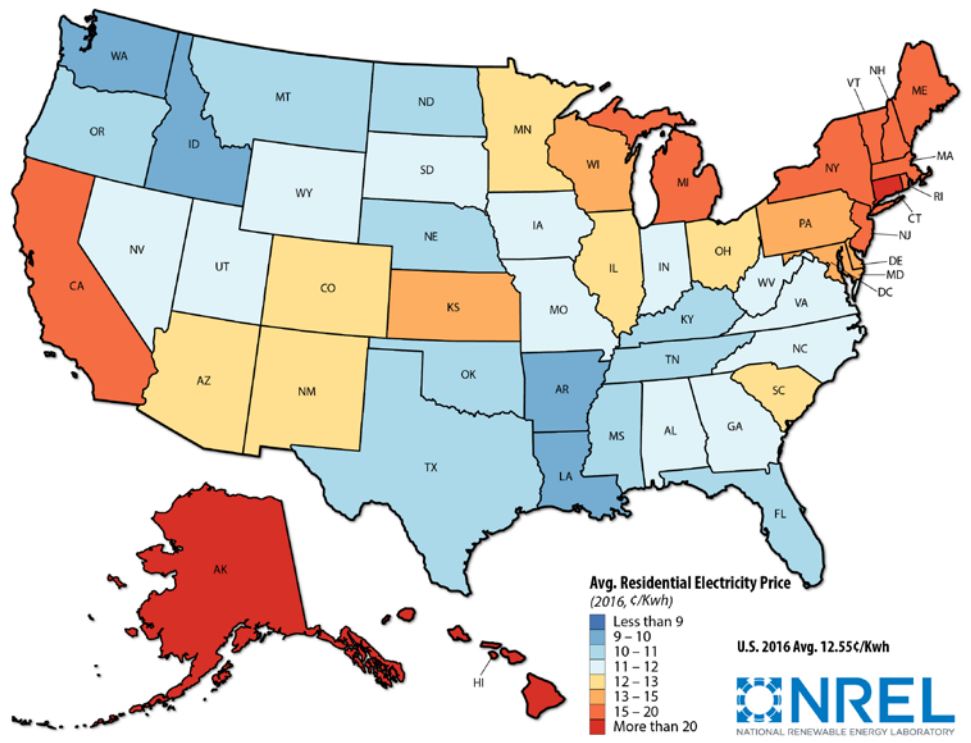 WA
MT
ND
MN
VT
NH
ME
OR
ID
SD
WI
MI
NY
MA
RI
CT
WY
NE
IA
PA
NJ
NV
UT
CO
IL
IN
OH
DE
MD
DC
CA
KS
MO
WV
VA
KY
AZ
NM
OK
AR
TN
NC
SC
TX
LA
MS
AL
GA
FL
AK
HI
Avg. Residential Electricity Price
(2016, ¢/Kwh)
Less than 9
9 – 10
10 – 11
11 – 12
12 – 13
13 – 15
15 – 20
More than 20
U.S. 2016 Avg. 12.55¢/Kwh
NREL
NATIONAL RENEWABLE ENERGY LABORATORY